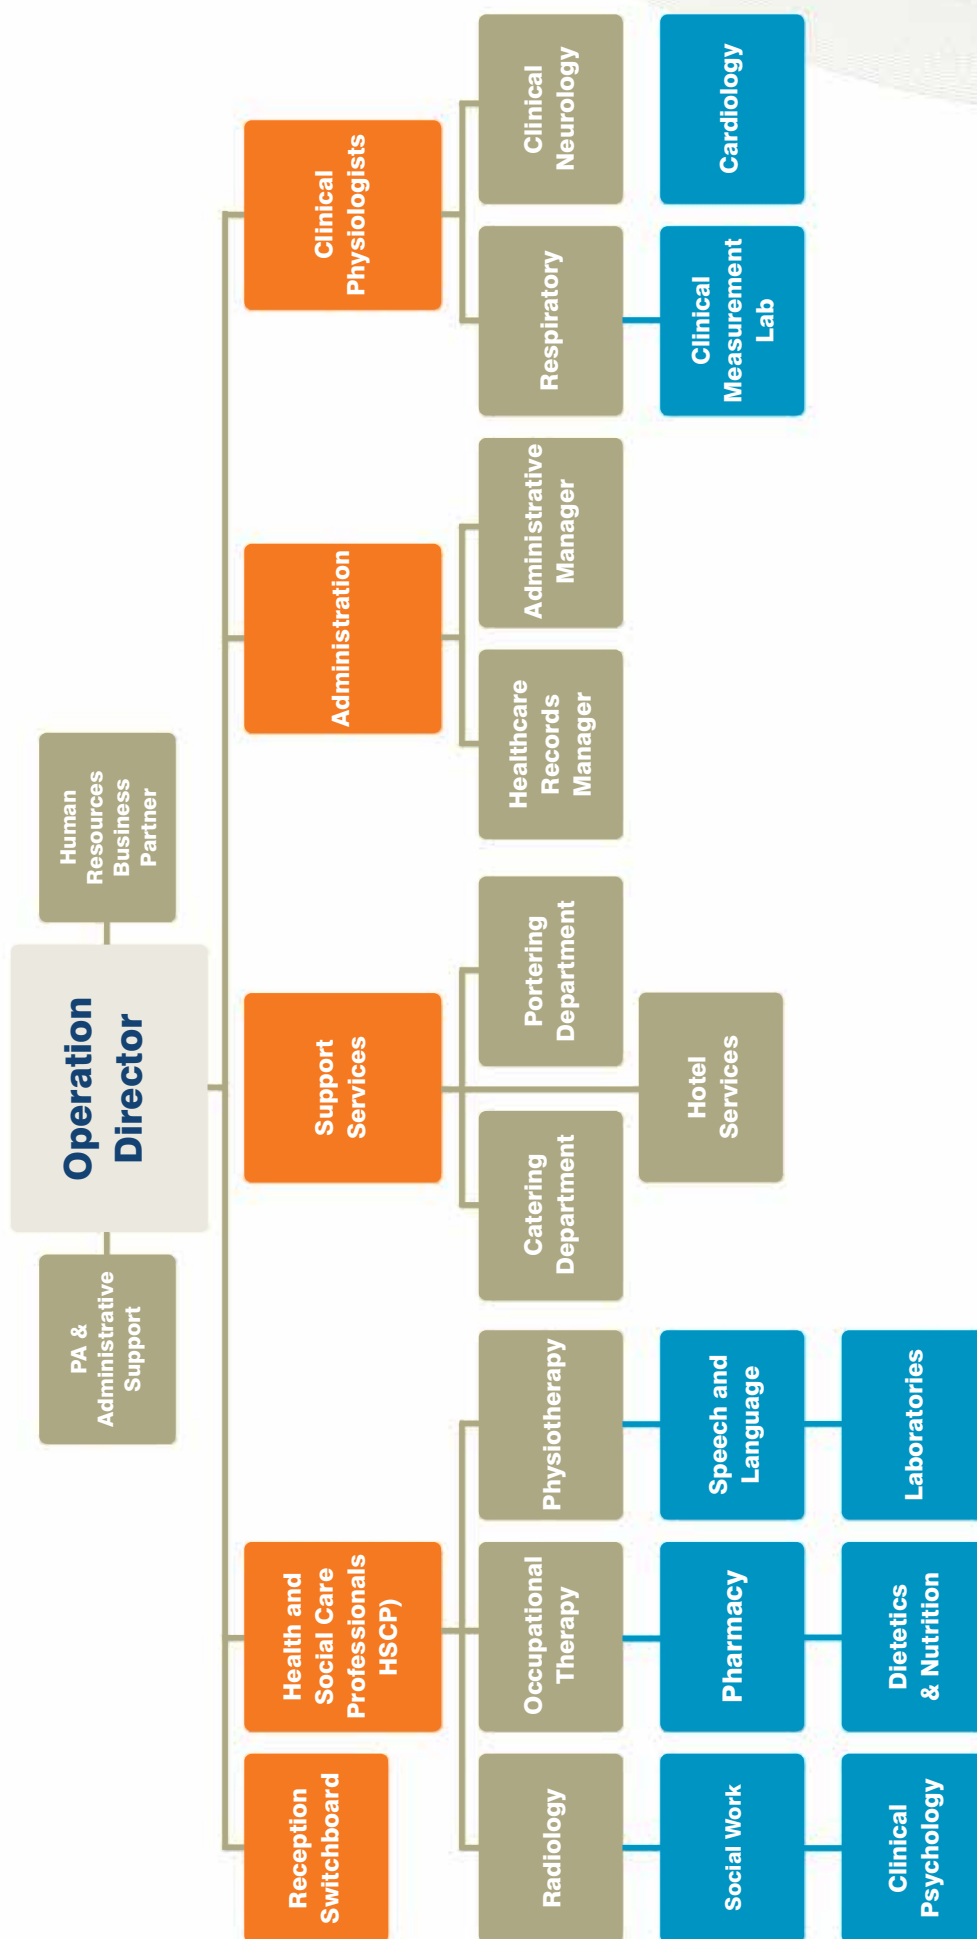 Operation
Director
PA &
Administrative
Support
Human
Resources
Business
Partner
Reception
Switchboard
Health and
Social Care
Professionals
HSCP)
Support
Services
Administration
Clinical
Physiologists
Radiology
Occupational
Therapy
Physiotherapy
Catering
Department
Portering
Department
Healthcare
Records
Manager
Administrative
Manager
Respiratory
Clinical
Neurology
Hotel
Services
Social Work
Pharmacy
Speech and
Language
Clinical
Measurement
Lab
Cardiology
Clinical
Psychology
Dietetics
& Nutrition
Laboratories